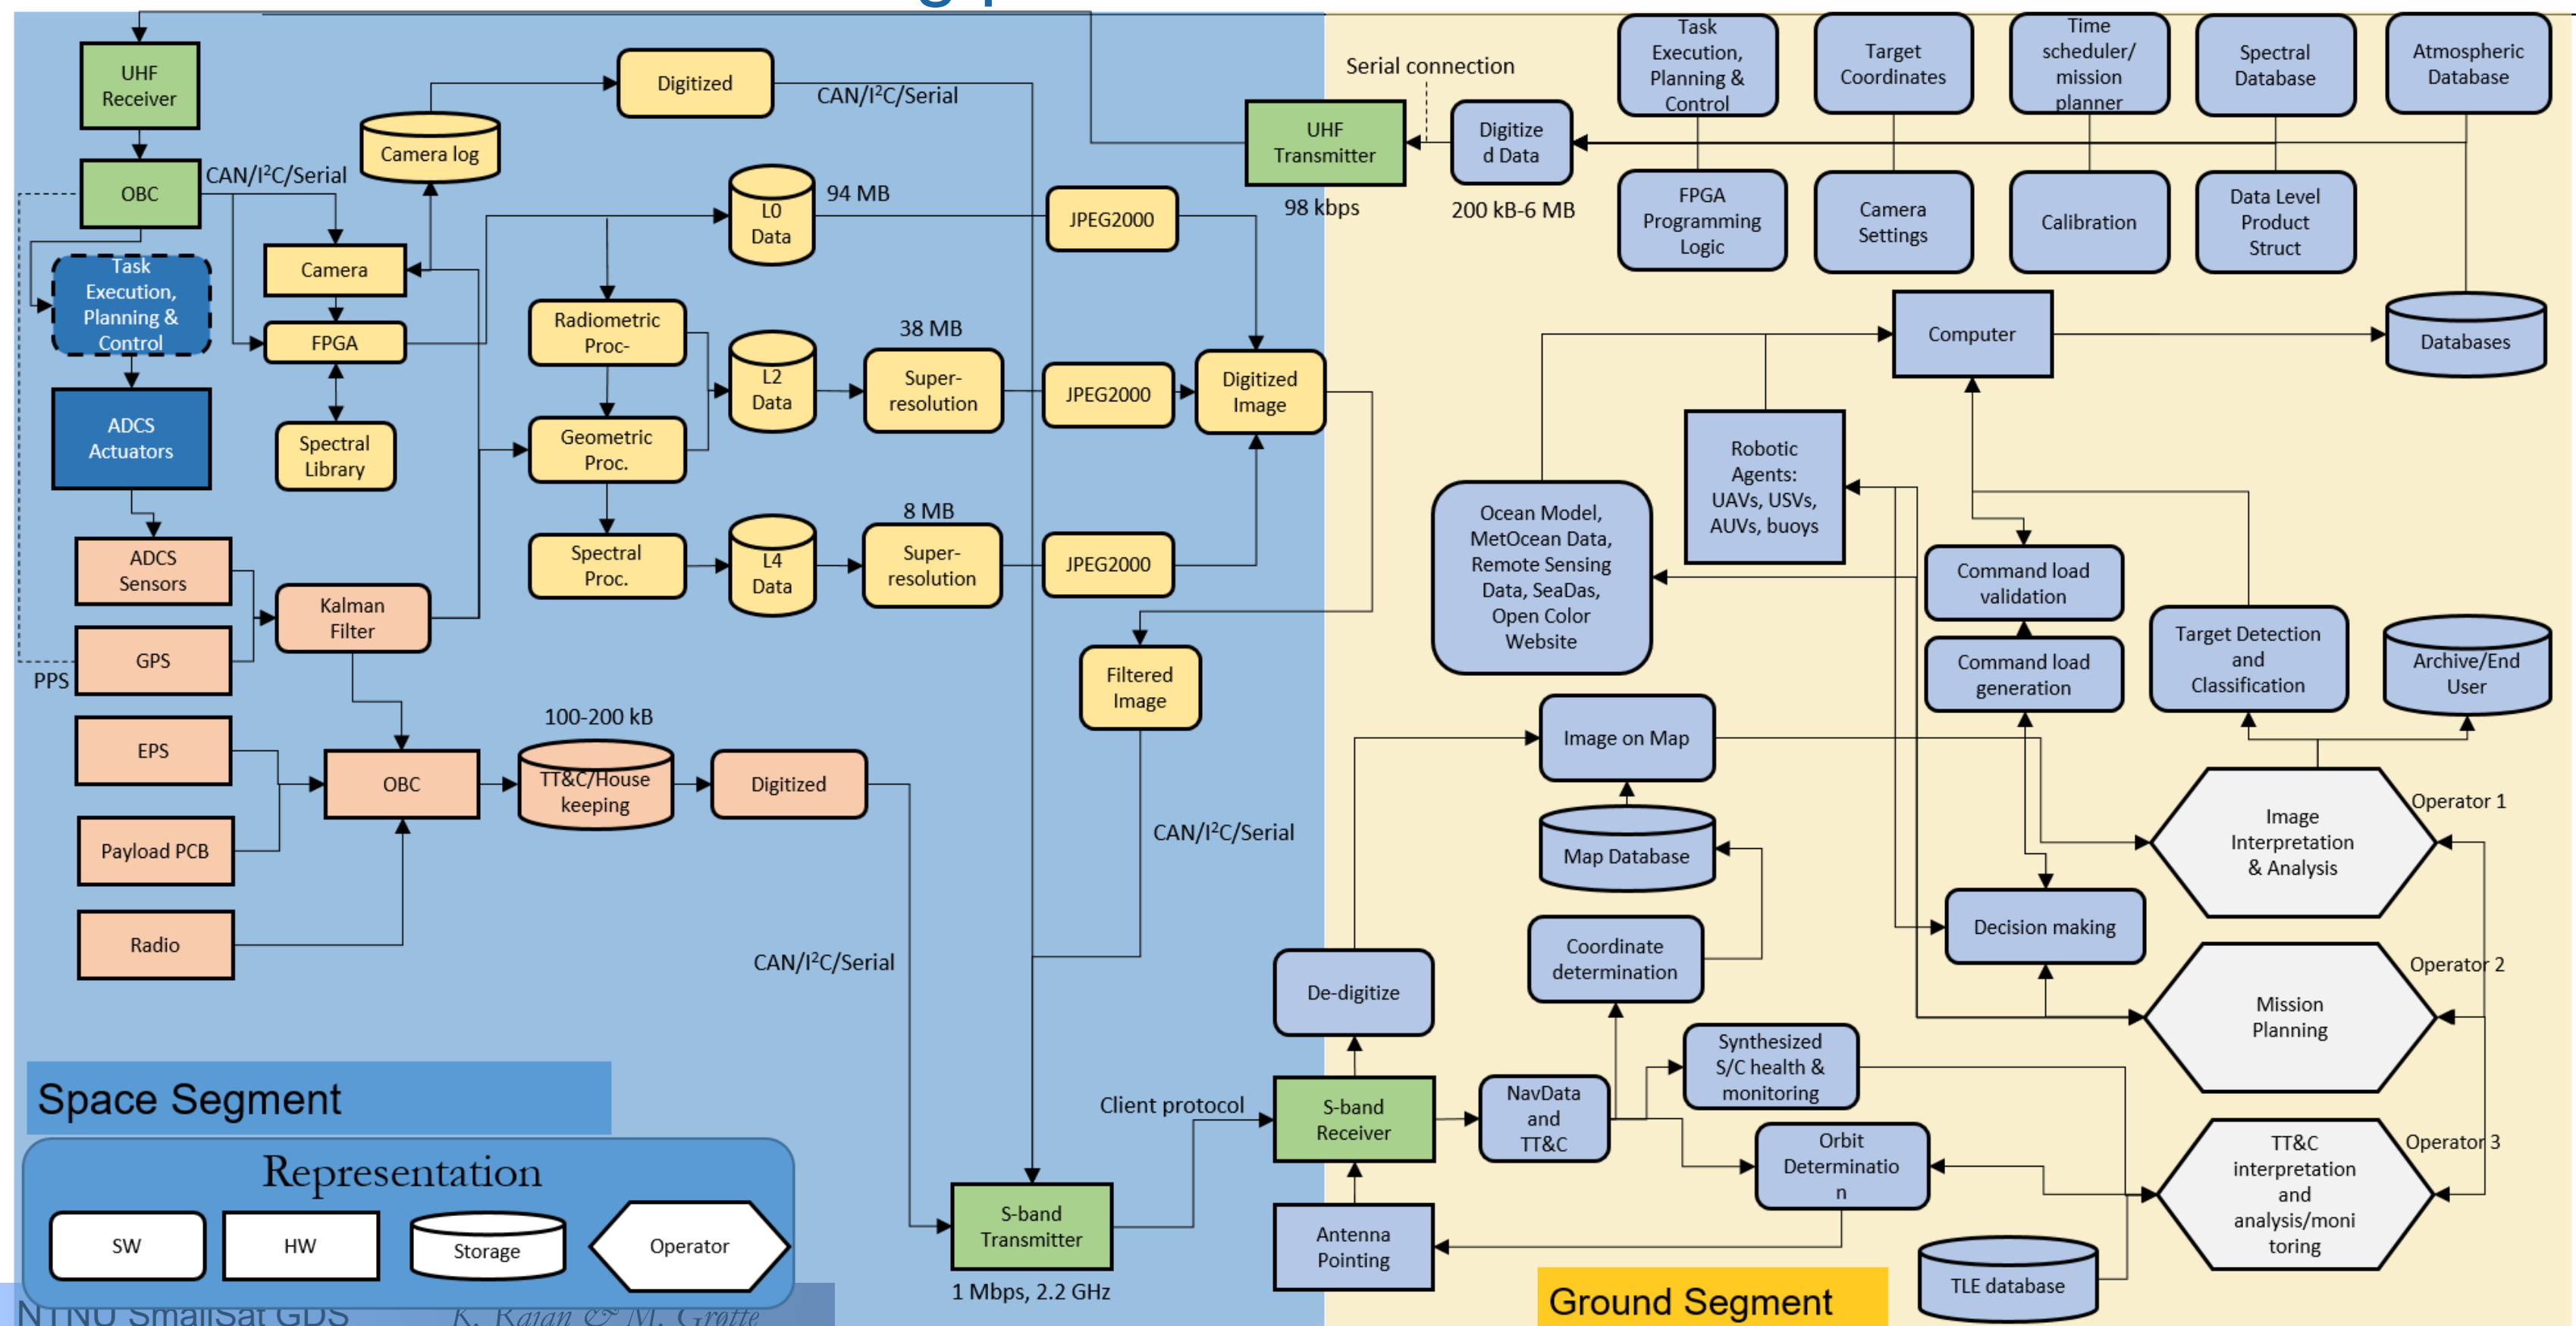 UHF
Receiver
OBC
CAN/I²C/Serial
Task
Execution,
Planning &
Control
ADCS
Actuators
ADCS
Sensors
GPS
PPS
EPS
Payload PCB
Radio
Camera log
Camera
FPGA
Spectral
Library
Kalman
Filter
OBC
100-200 kB
TT&C/House
keeping
Digitized
CAN/I²C/Serial
Digitized
CAN/I²C/Serial
L0
Data
94 MB
JPEG2000
Radiometric
Proc-
Geometric
Proc.
Spectral
Proc.
L2
Data
38 MB
Super-
resolution
JPEG2000
L4
Data
8 MB
Super-
resolution
JPEG2000
Digitized
Image
Filtered
Image
CAN/I²C/Serial
S-band
Transmitter
1 Mbps, 2.2 GHz
Client protocol
Space Segment
Representation
SW
HW
Storage
Operator
NTNU SmallSat GDS
K. Rajan & M. Grøtte
UHF
Transmitter
98 kbps
Serial connection
Digitize
d Data
200 kB-6 MB
Task
Execution,
Planning &
Control
Target
Coordinates
Time
scheduler/
mission
planner
Spectral
Database
Atmospheric
Database
FPGA
Programming
Logic
Camera
Settings
Calibration
Data Level
Product
Struct
Computer
Databases
Robotic
Agents:
UAVs, USVs,
AUVs, buoys
Ocean Model,
MetOcean Data,
Remote Sensing
Data, SeaDas,
Open Color
Website
Command load
validation
Command load
generation
Target Detection
and
Classification
Archive/End
User
Image on Map
Map Database
Coordinate
determination
De-digitize
S-band
Receiver
Antenna
Pointing
NavData
and
TT&C
Synthesized
S/C health &
monitoring
Orbit
Determinatio
n
Decision making
Image
Interpretation
& Analysis
Operator 1
Mission
Planning
Operator 2
TT&C
interpretation
and
analysis/moni
toring
Operator 3
TLE database
Ground Segment